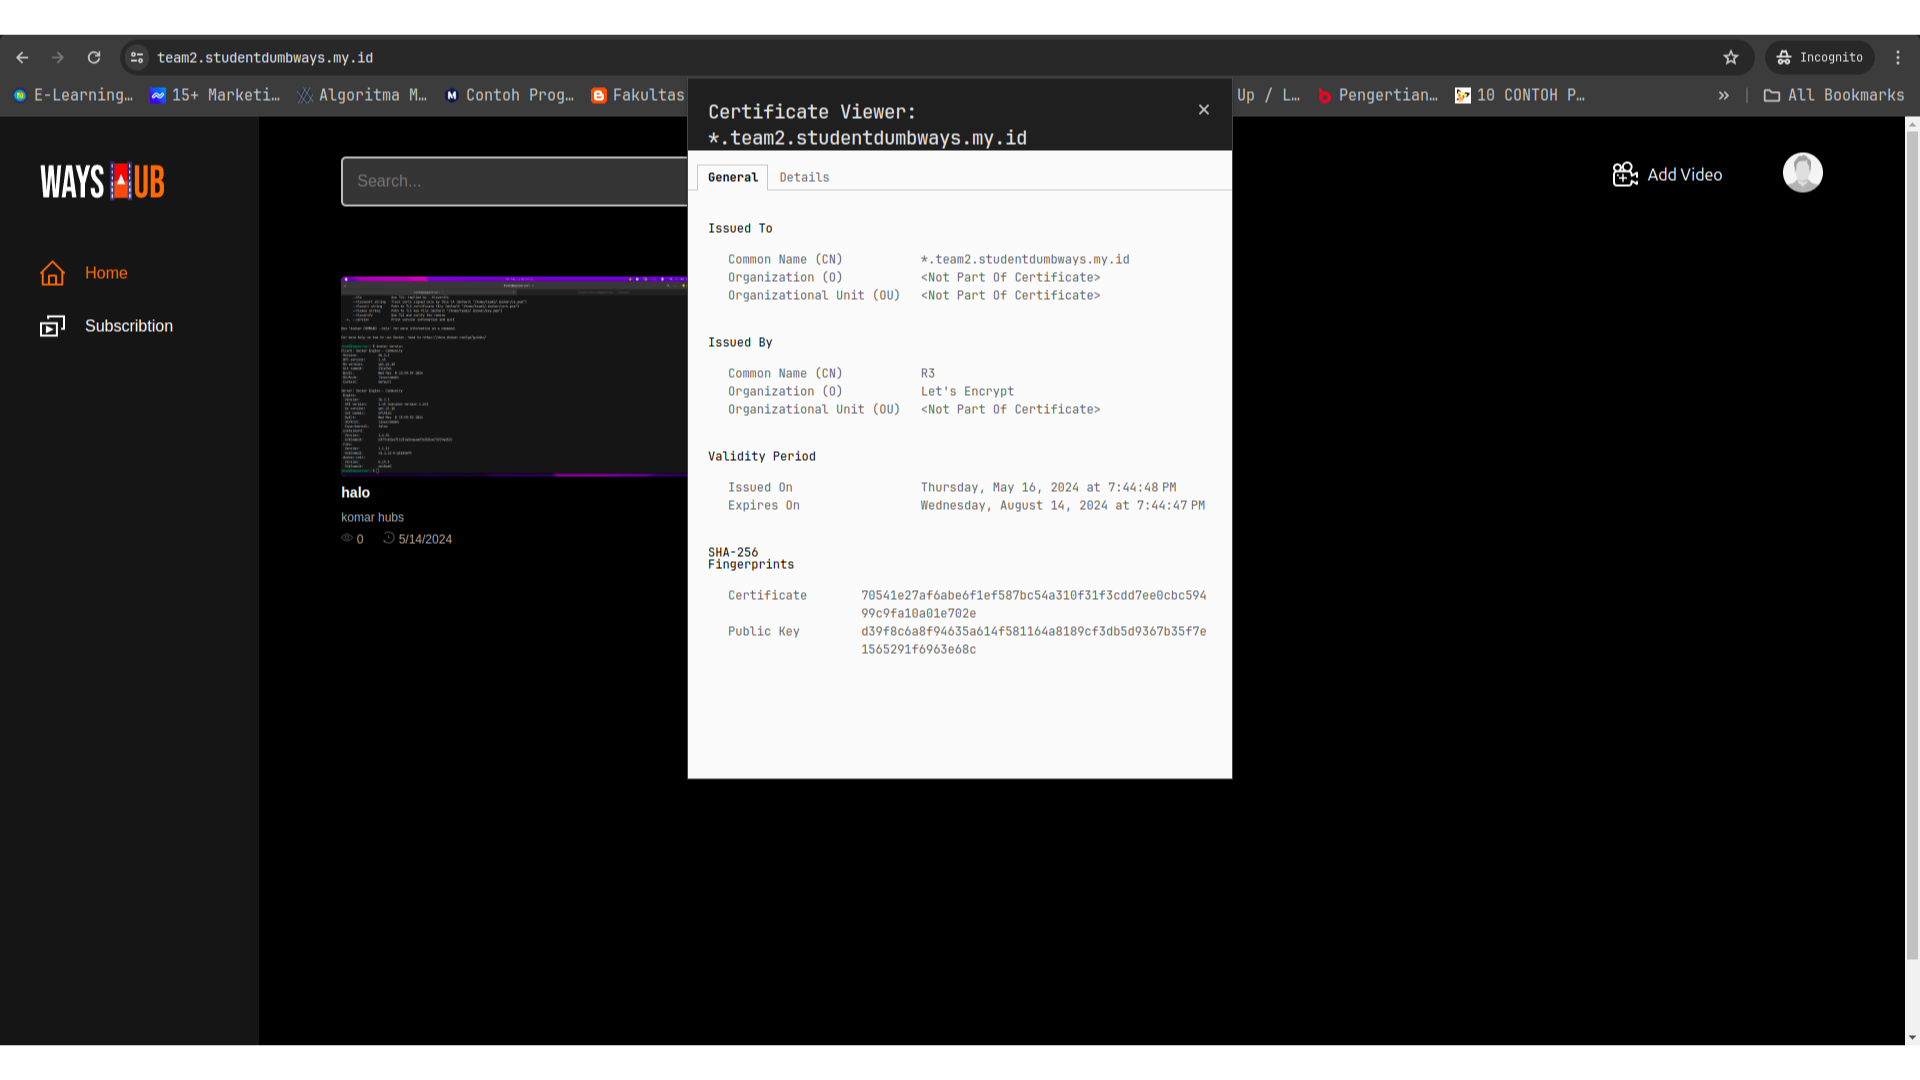 team2.studentdumbways.my.id
Incognito
E-Learning…
15+ Marketi…
Algoritma M…
Contoh Prog…
Fakultas
Up / L…
Pengertian…
10 CONTOH P…
»
All Bookmarks
Certificate Viewer:
*.team2.studentdumbways.my.id
General
Details
WAYS HUB
Search...
Add Video
Home
Subscribtion
Issued To
Common Name (CN) *.team2.studentdumbways.my.id
Organization (O) <Not Part Of Certificate>
Organizational Unit (OU) <Not Part Of Certificate>
Issued By
Common Name (CN) R3
Organization (O) Let's Encrypt
Organizational Unit (OU) <Not Part Of Certificate>
Validity Period
Issued On Thursday, May 16, 2024 at 7:44:48 PM
Expires On Wednesday, August 14, 2024 at 7:44:47 PM
SHA-256
Fingerprints
Certificate 70541e27af6abe6f1ef587bc54a310f31f3cdd7ee0cbc594
99c9fa10a01e702e
Public Key d39f8c6a8f94635a614f581164a8189cf3db5d9367b35f7e
1565291f6963e68c
halo
komar hubs
0 5/14/2024